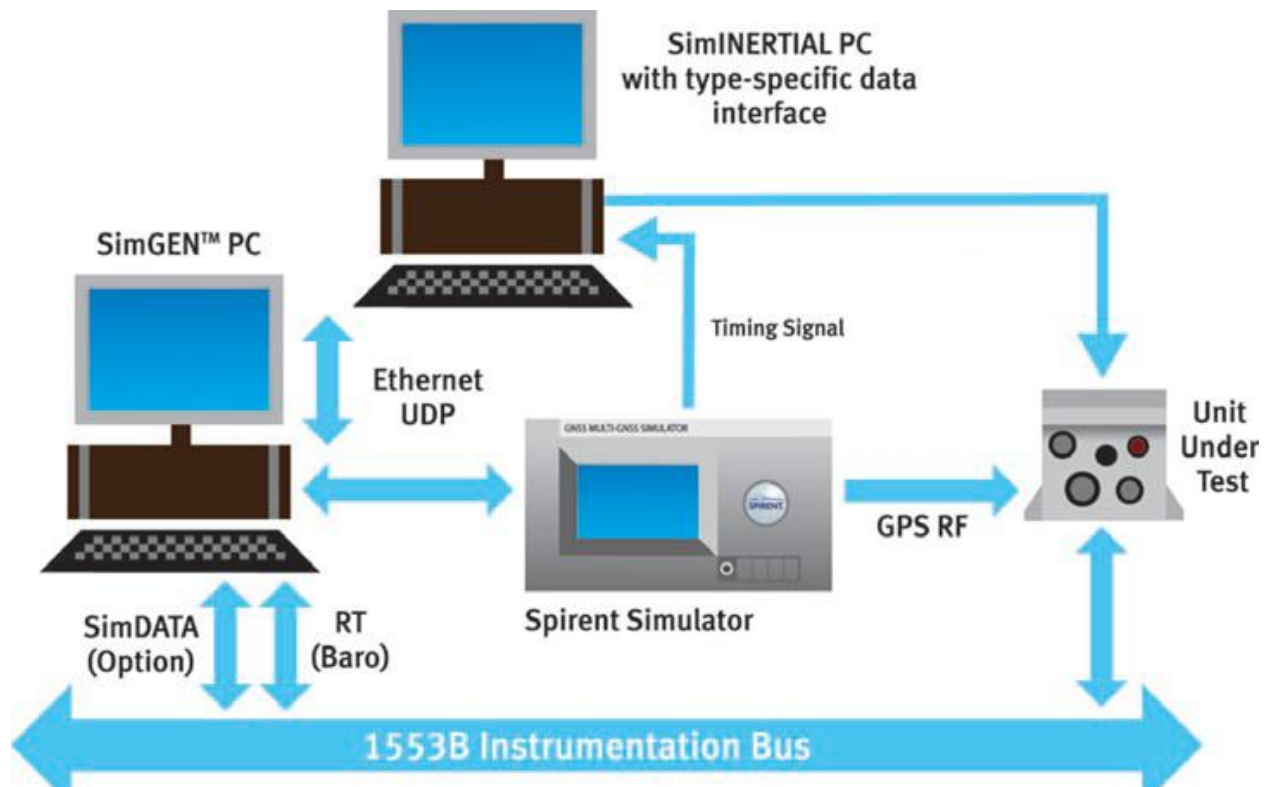 SimINERTIAL PC
with type-specific data
interface
SimGEN™ PC
Timing Signal
Ethernet
UDP
GNSS MULTI-GNSS SIMULATOR
SPIRENT
Unit
Under
Test
GPS RF
SimDATA
(Option)
RT
(Baro)
Spirent Simulator
1553B Instrumentation Bus